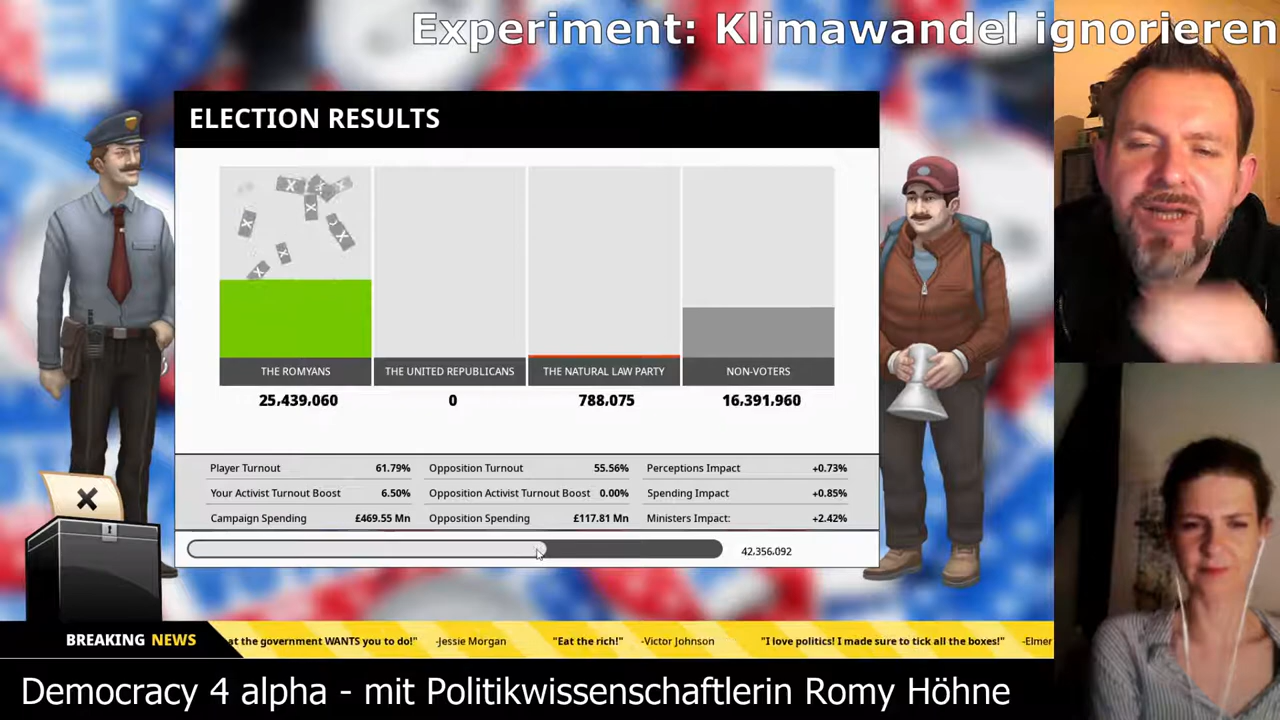 Experiment: Klimawandel ignorieren
ELECTION RESULTS
THE ROMYANS
THE UNITED REPUBLICANS
THE NATURAL LAW PARTY
NON-VOTERS
25,439,060
0
788,075
16,391,960
Player Turnout 61.79% Opposition Turnout 55.56% Perceptions Impact +0.73%
Your Activist Turnout Boost 6.50% Opposition Activist Turnout Boost 0.00% Spending Impact +0.85%
Campaign Spending £469.55 Mn Opposition Spending £117.81 Mn Ministers Impact: +2.42%
42,356,092
BREAKING NEWS
at the government WANTS you to do!" -Jessie Morgan "Eat the rich!" -Victor Johnson "I love politics! I made sure to tick all the boxes!" -Elmer
Democracy 4 alpha - mit Politikwissenschaftlerin Romy Höhne